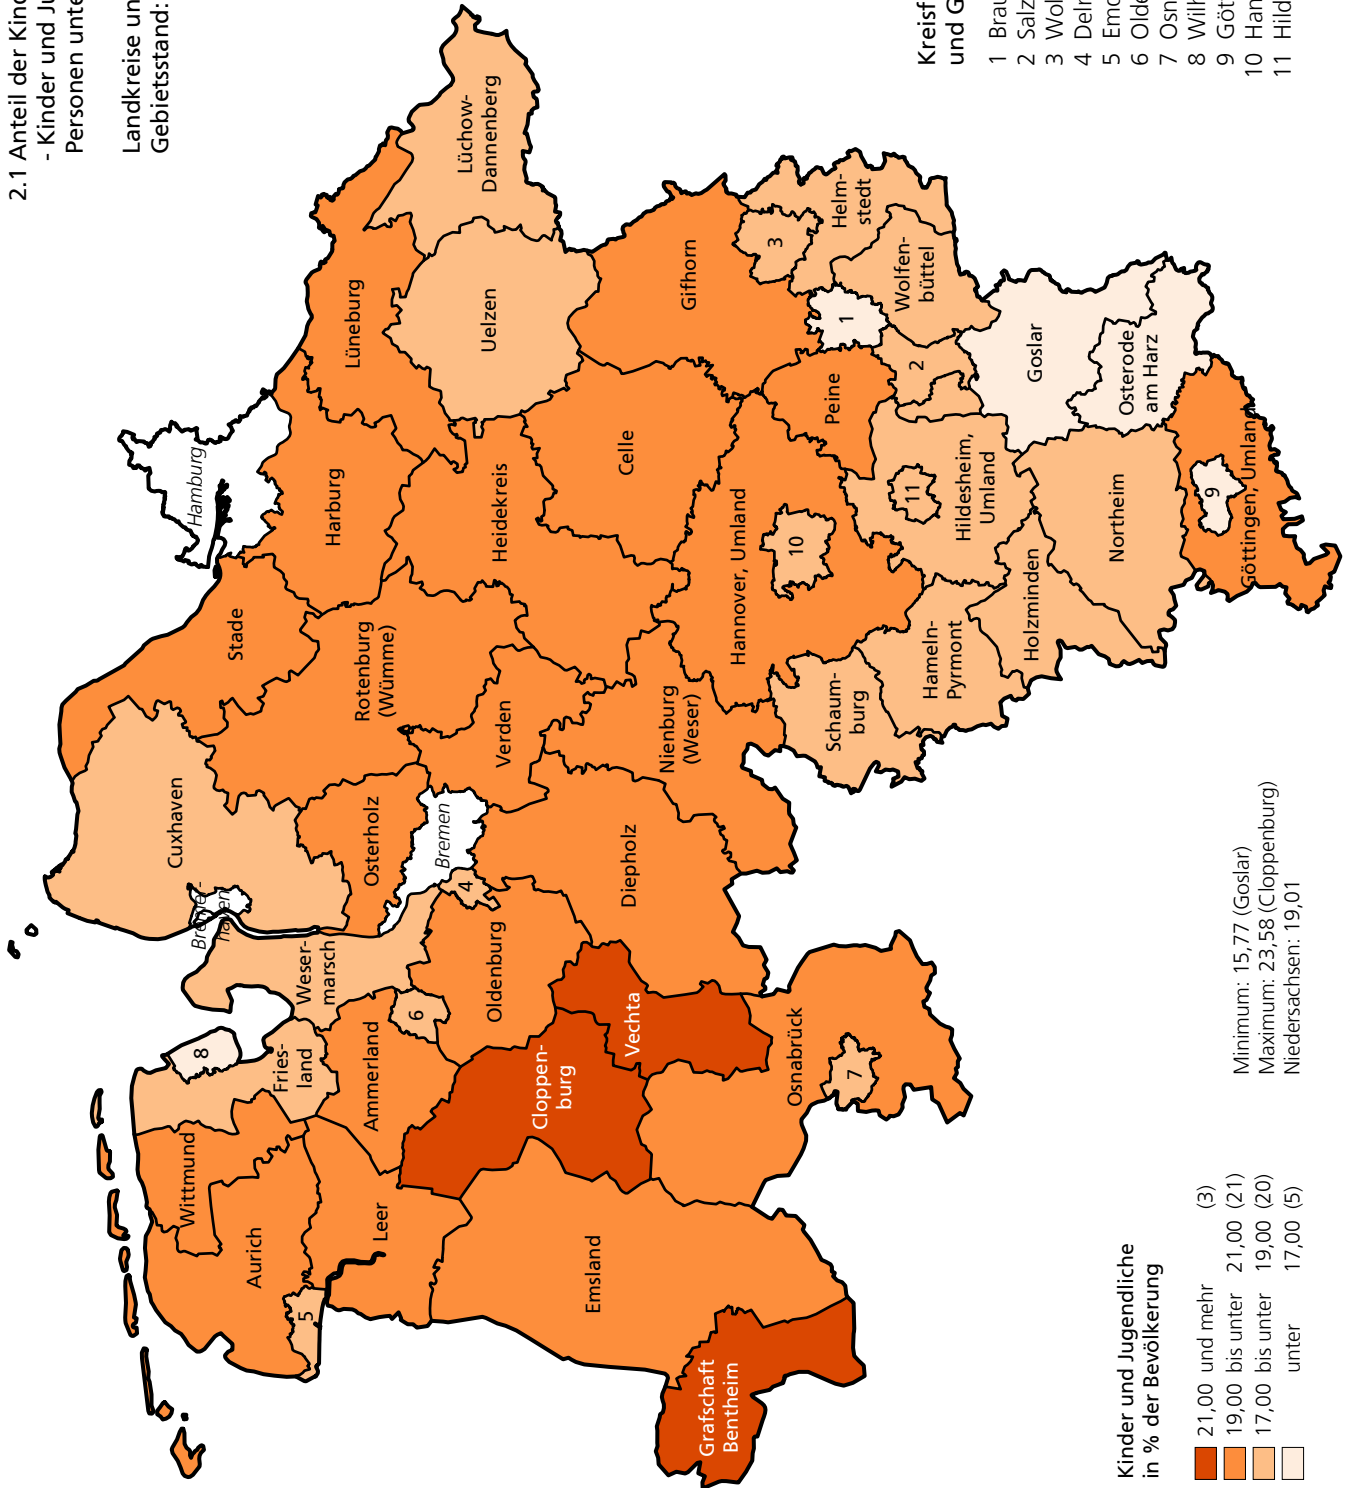 2.1 Anteil der Kind
- Kinder und Ju
Personen unte
Landkreise un
Gebietsstand:
Kreisf
und G
1 Brau
2 Salz
3 Wol
4 Delm
5 Emd
6 Olde
7 Osn
8 Wilh
9 Göt
10 Han
11 Hild
Lüchow-
Dannenberg
Lüneburg
Uelzen
Gifhorn
3
Helm-
stedt
Wolfen-
büttel
1
2
Goslar
Osterode
am Harz
Hamburg
Harburg
Heidekreis
Celle
Peine
Hannover, Umland
10
11
Hildesheim,
Umland
Northeim
9
Göttingen, Umland
Stade
Rotenburg
(Wümme)
Verden
Nienburg
(Weser)
Schaum-
burg
Hameln-
Pyrmont
Holzminden
Cuxhaven
Bremer-
haven
Osterholz
Bremen
4
Diepholz
Weser-
marsch
Oldenburg
6
8
Fries-
land
Ammerland
Vechta
Cloppen-
burg
Osnabrück
7
Wittmund
Aurich
Leer
5
Emsland
Grafschaft
Bentheim
Kinder und Jugendliche
in % der Bevölkerung
21,00 und mehr (3)
19,00 bis unter 21,00 (21)
17,00 bis unter 19,00 (20)
unter 17,00 (5)
Minimum: 15,77 (Goslar)
Maximum: 23,58 (Cloppenburg)
Niedersachsen: 19,01